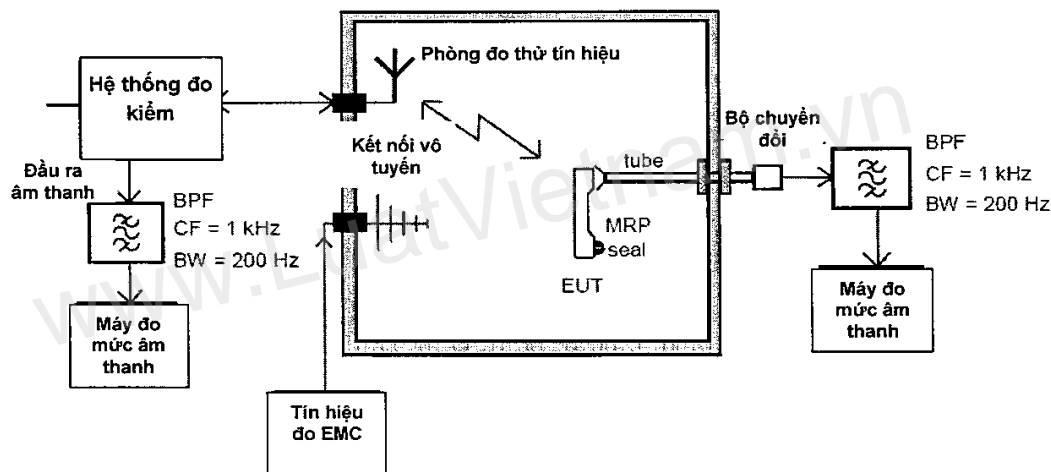 Hệ thống đo
kiểm
Phòng đo thử tín hiệu
Kết nối vô
tuyến
Bộ chuyển
đổi
tube
MRP
seal
EUT
BPF
CF = 1 kHz
BW = 200 Hz
Máy đo
mức âm
thanh
Đầu ra
âm thanh
BPF
CF = 1 kHz
BW = 200 Hz
Máy đo
mức âm
thanh
Tín hiệu
đo EMC
www.LuatVietnam.vn